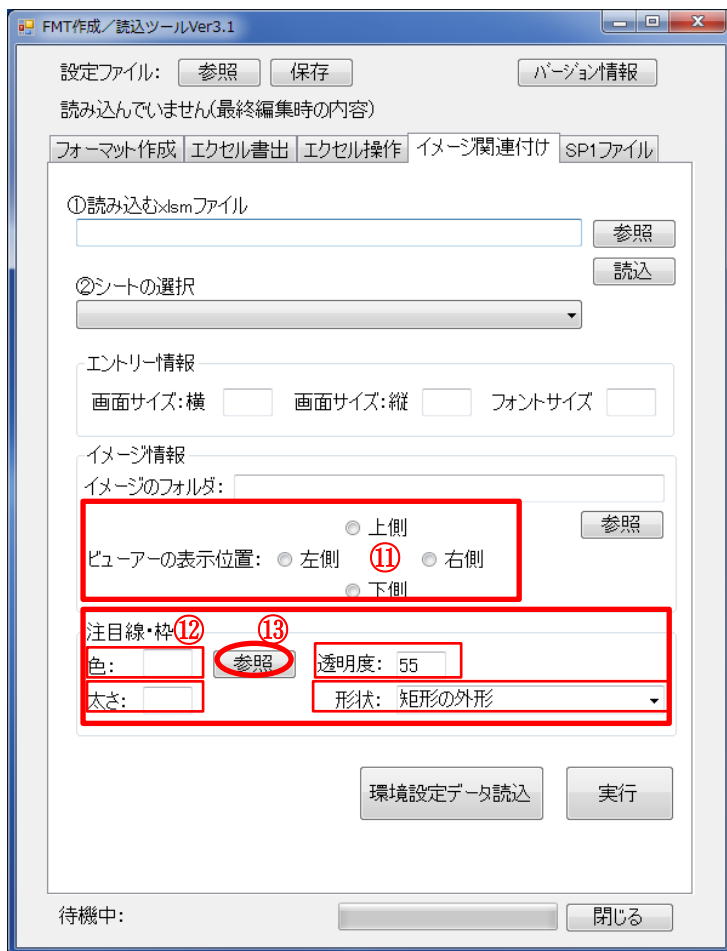 FMT作成／読込ツールVer3.1
設定ファイル: 参照 保存 バージョン情報
読み込んでいません(最終編集時の内容)
フォーマット作成 エクセル書出 エクセル操作 イメージ関連付け SP1ファイル
①読み込むxlsmファイル
参照
読込
②シートの選択
エントリー情報
画面サイズ:横 画面サイズ:縦 フォントサイズ
イメージ情報
イメージのフォルダ:
上側 参照
ビューアーの表示位置: 左側 ⑪ 右側
下側
注目線・枠 ⑫ ⑬
色: 参照 透明度: 55
太さ: 形状: 矩形の外形
環境設定データ読込 実行
待機中: 閉じる